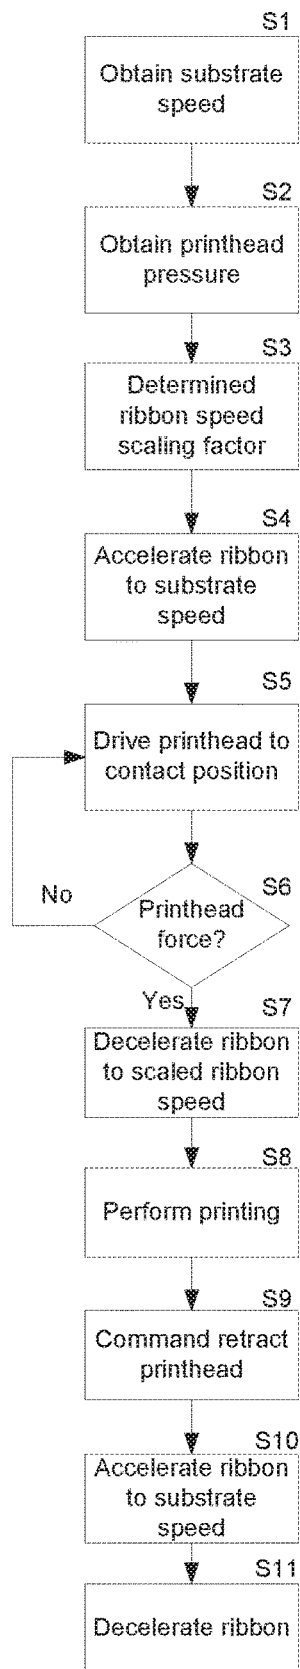 S1
Obtain substrate
speed
S2
Obtain printhead
pressure
S3
Determined
ribbon speed
scaling factor
S4
Accelerate ribbon
to substrate
speed
S5
Drive printhead to
contact position
No
S6
Printhead
force?
Yes
S7
Decelerate ribbon
to scaled ribbon
speed
S8
Perform printing
S9
Command retract
printhead
S10
Accelerate ribbon
to substrate
speed
S11
Decelerate ribbon